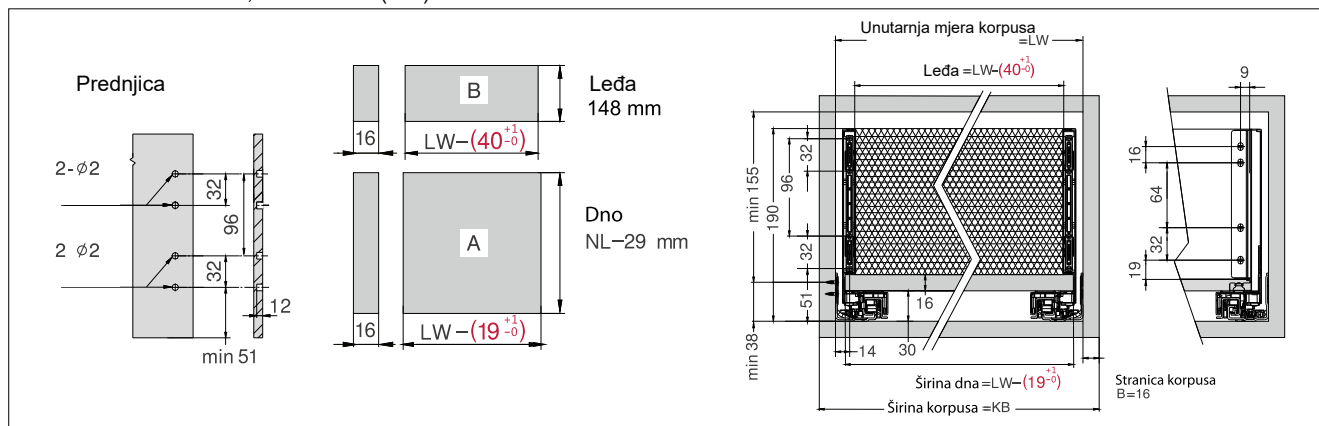 Prednjica
2-φ2
2 φ2
32
96
32
12
min 51
16
B
LW-(40+1-0)
Leđa
148 mm
16
A
LW-(19+1-0)
Dno
NL-29 mm
Unutarnja mjera korpusa
=LW
Leđa =LW-(40+1-0)
min 155
190
96
32
32
51
min 38
16
30
14
Širina dna=LW-(19+1-0)
Širina korpusa =KB
9
16
64
32
19
Stranica korpusa
B=16